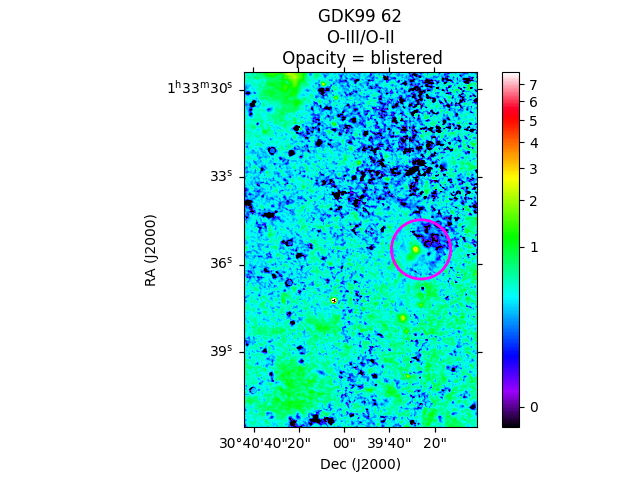 GDK99 62
O-III/O-II
Opacity = blistered
1ʰ33ᵐ30ˢ
33ˢ
36ˢ
39ˢ
RA (J2000)
30°40'40"20" 00" 39'40" 20"
Dec (J2000)
7
6
5
4
3
2
1
0